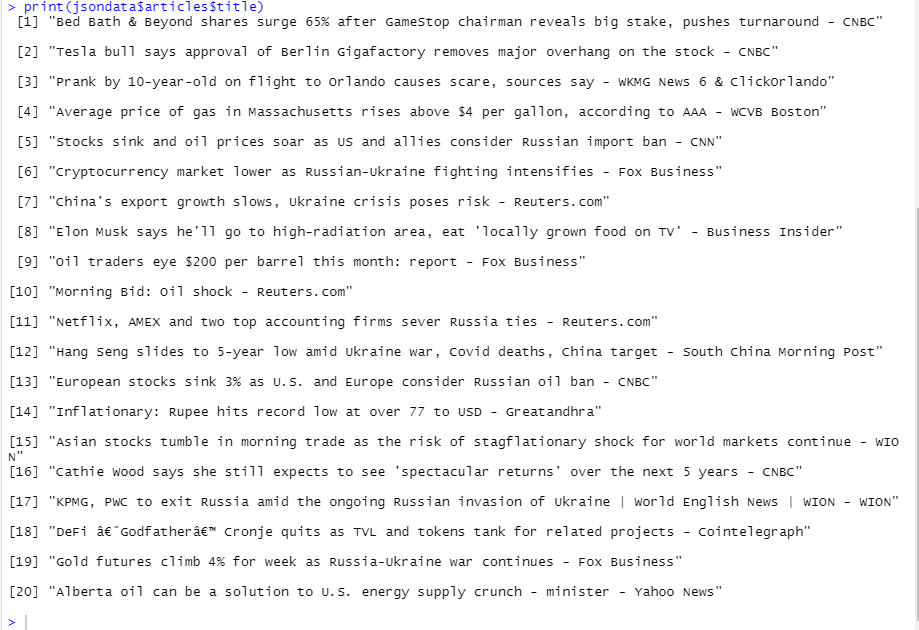 > print(jsondata$articles$title)
[1] "Bed Bath & Beyond shares surge 65% after GameStop chairman reveals big stake, pushes turnaround - CNBC"
[2] "Tesla bull says approval of Berlin Gigafactory removes major overhang on the stock - CNBC"
[3] "Prank by 10-year-old on flight to Orlando causes scare, sources say - WKMG News 6 & ClickOrlando"
[4] "Average price of gas in Massachusetts rises above $4 per gallon, according to AAA - WCVB Boston"
[5] "Stocks sink and oil prices soar as US and allies consider Russian import ban - CNN"
[6] "Cryptocurrency market lower as Russian-Ukraine fighting intensifies - Fox Business"
[7] "China's export growth slows, Ukraine crisis poses risk - Reuters.com"
[8] "Elon Musk says he'll go to high-radiation area, eat 'locally grown food on TV' - Business Insider"
[9] "Oil traders eye $200 per barrel this month: report - Fox Business"
[10] "Morning Bid: Oil shock - Reuters.com"
[11] "Netflix, AMEX and two top accounting firms sever Russia ties - Reuters.com"
[12] "Hang Seng slides to 5-year low amid Ukraine war, Covid deaths, China target - South China Morning Post"
[13] "European stocks sink 3% as U.S. and Europe consider Russian oil ban - CNBC"
[14] "Inflationary: Rupee hits record low at over 77 to USD - Greatandhra"
[15] "Asian stocks tumble in morning trade as the risk of stagflationary shock for world markets continue - WIO
N"
[16] "Cathie Wood says she still expects to see 'spectacular returns' over the next 5 years - CNBC"
[17] "KPMG, PWC to exit Russia amid the ongoing Russian invasion of Ukraine | World English News | WION - WION"
[18] "DeFi â€˜Godfatherâ€™ Cronje quits as TVL and tokens tank for related projects - Cointelegraph"
[19] "Gold futures climb 4% for week as Russia-Ukraine war continues - Fox Business"
[20] "Alberta oil can be a solution to U.S. energy supply crunch - minister - Yahoo News"
>